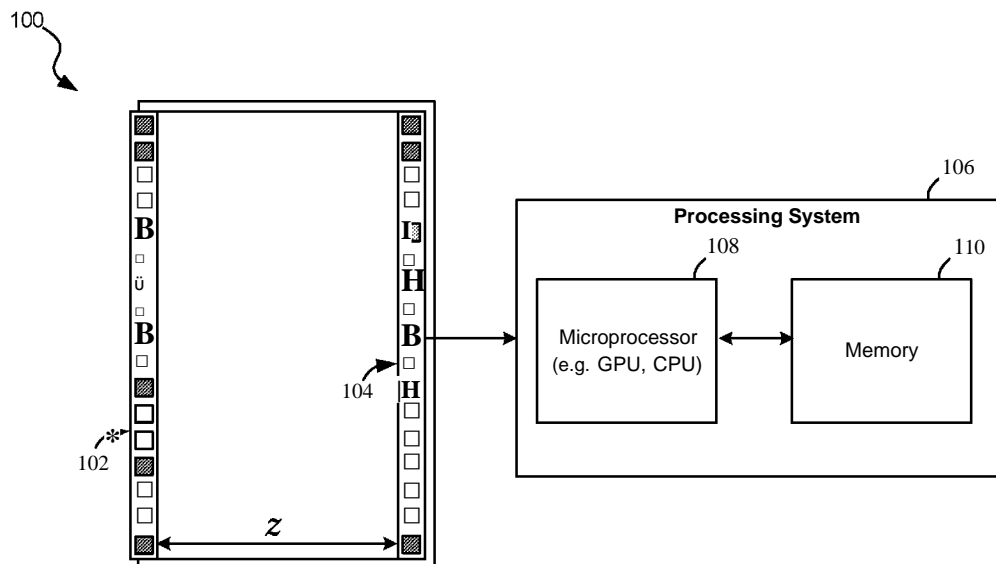 100
106
Processing System
108
110
B
I
□
□
H
Ü
□
□
B
B
Microprocessor
(e.g. GPU, CPU)
Memory
□
□
104
H
*
102
z